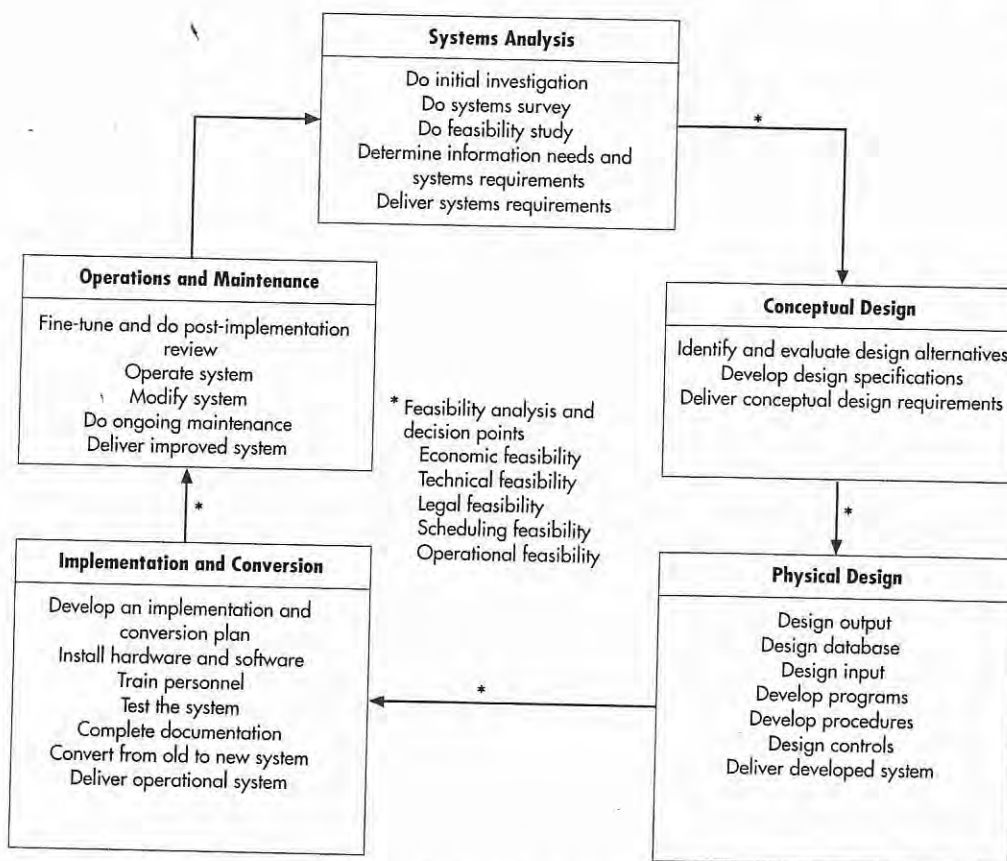 Systems Analysis
Do initial investigation
Do systems survey
Do feasibility study
Determine information needs and
systems requirements
Deliver systems requirements
*
Operations and Maintenance
Fine-tune and do post-implementation
review
Operate system
Modify system
Do ongoing maintenance
Deliver improved system
Conceptual Design
Identify and evaluate design alternatives
Develop design specifications
Deliver conceptual design requirements
* Feasibility analysis and
decision points
Economic feasibility
Technical feasibility
Legal feasibility
Scheduling feasibility
Operational feasibility
*
*
Implementation and Conversion
Develop an implementation and
conversion plan
Install hardware and software
Train personnel
Test the system
Complete documentation
Convert from old to new system
Deliver operational system
*
Physical Design
Design output
Design database
Design input
Develop programs
Develop procedures
Design controls
Deliver developed system